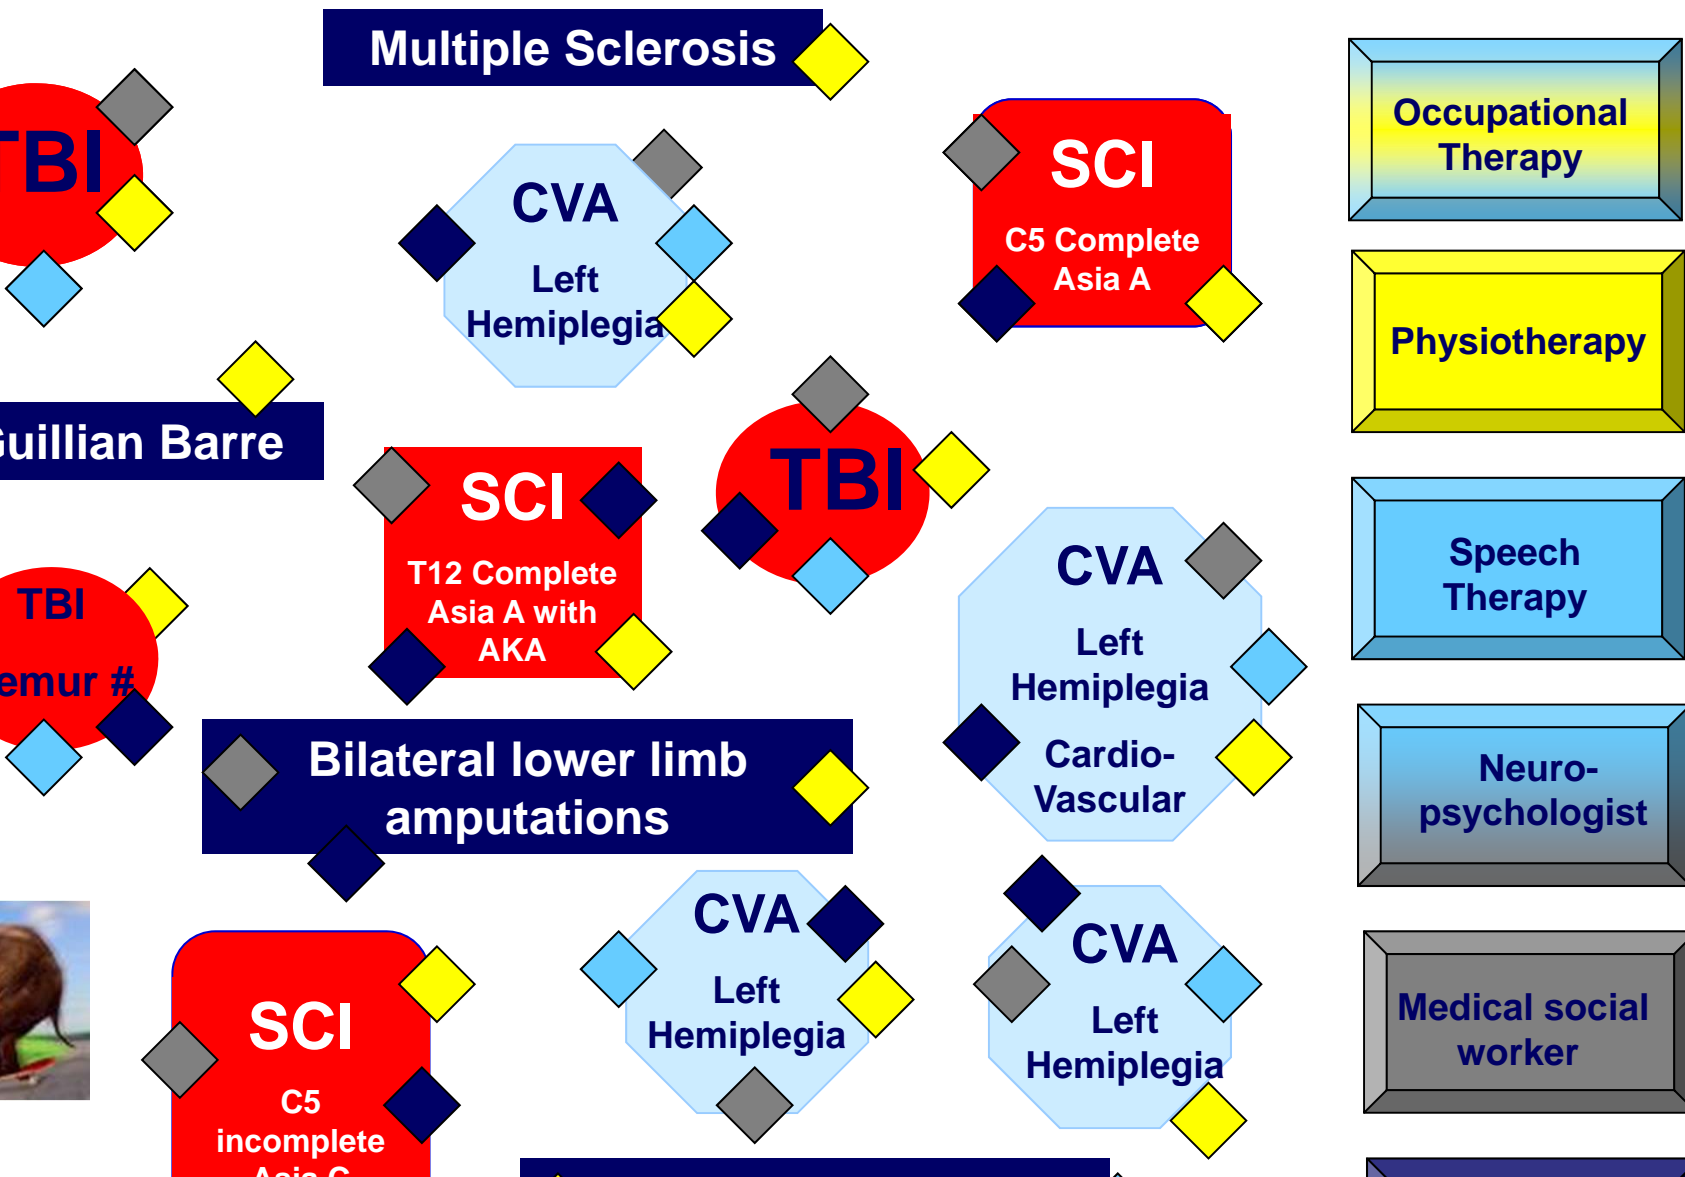 Multiple Sclerosis
TBI
CVA
Left
Hemiplegia
SCI
C5 Complete
Asia A
Guillian Barre
SCI
T12 Complete
Asia A with
AKA
TBI
TBI
emur #
CVA
Left
Hemiplegia
Cardio-
Vascular
Bilateral lower limb
amputations
CVA
Left
Hemiplegia
CVA
Left
Hemiplegia
SCI
C5
incomplete
Asia C
Occupational
Therapy
Physiotherapy
Speech
Therapy
Neuro-
psychologist
Medical social
worker